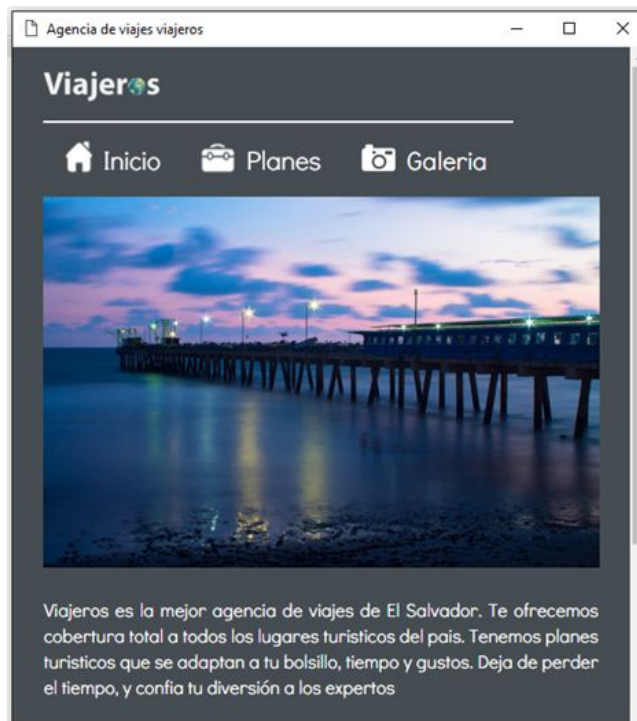 Agencia de viajes viajeros
Viajeros
Inicio Planes Galeria
Viajeros es la mejor agencia de viajes de El Salvador. Te ofrecemos
cobertura total a todos los lugares turisticos del pais. Tenemos planes
turisticos que se adaptan a tu bolsillo, tiempo y gustos. Deja de perder
el tiempo, y confia tu diversión a los expertos